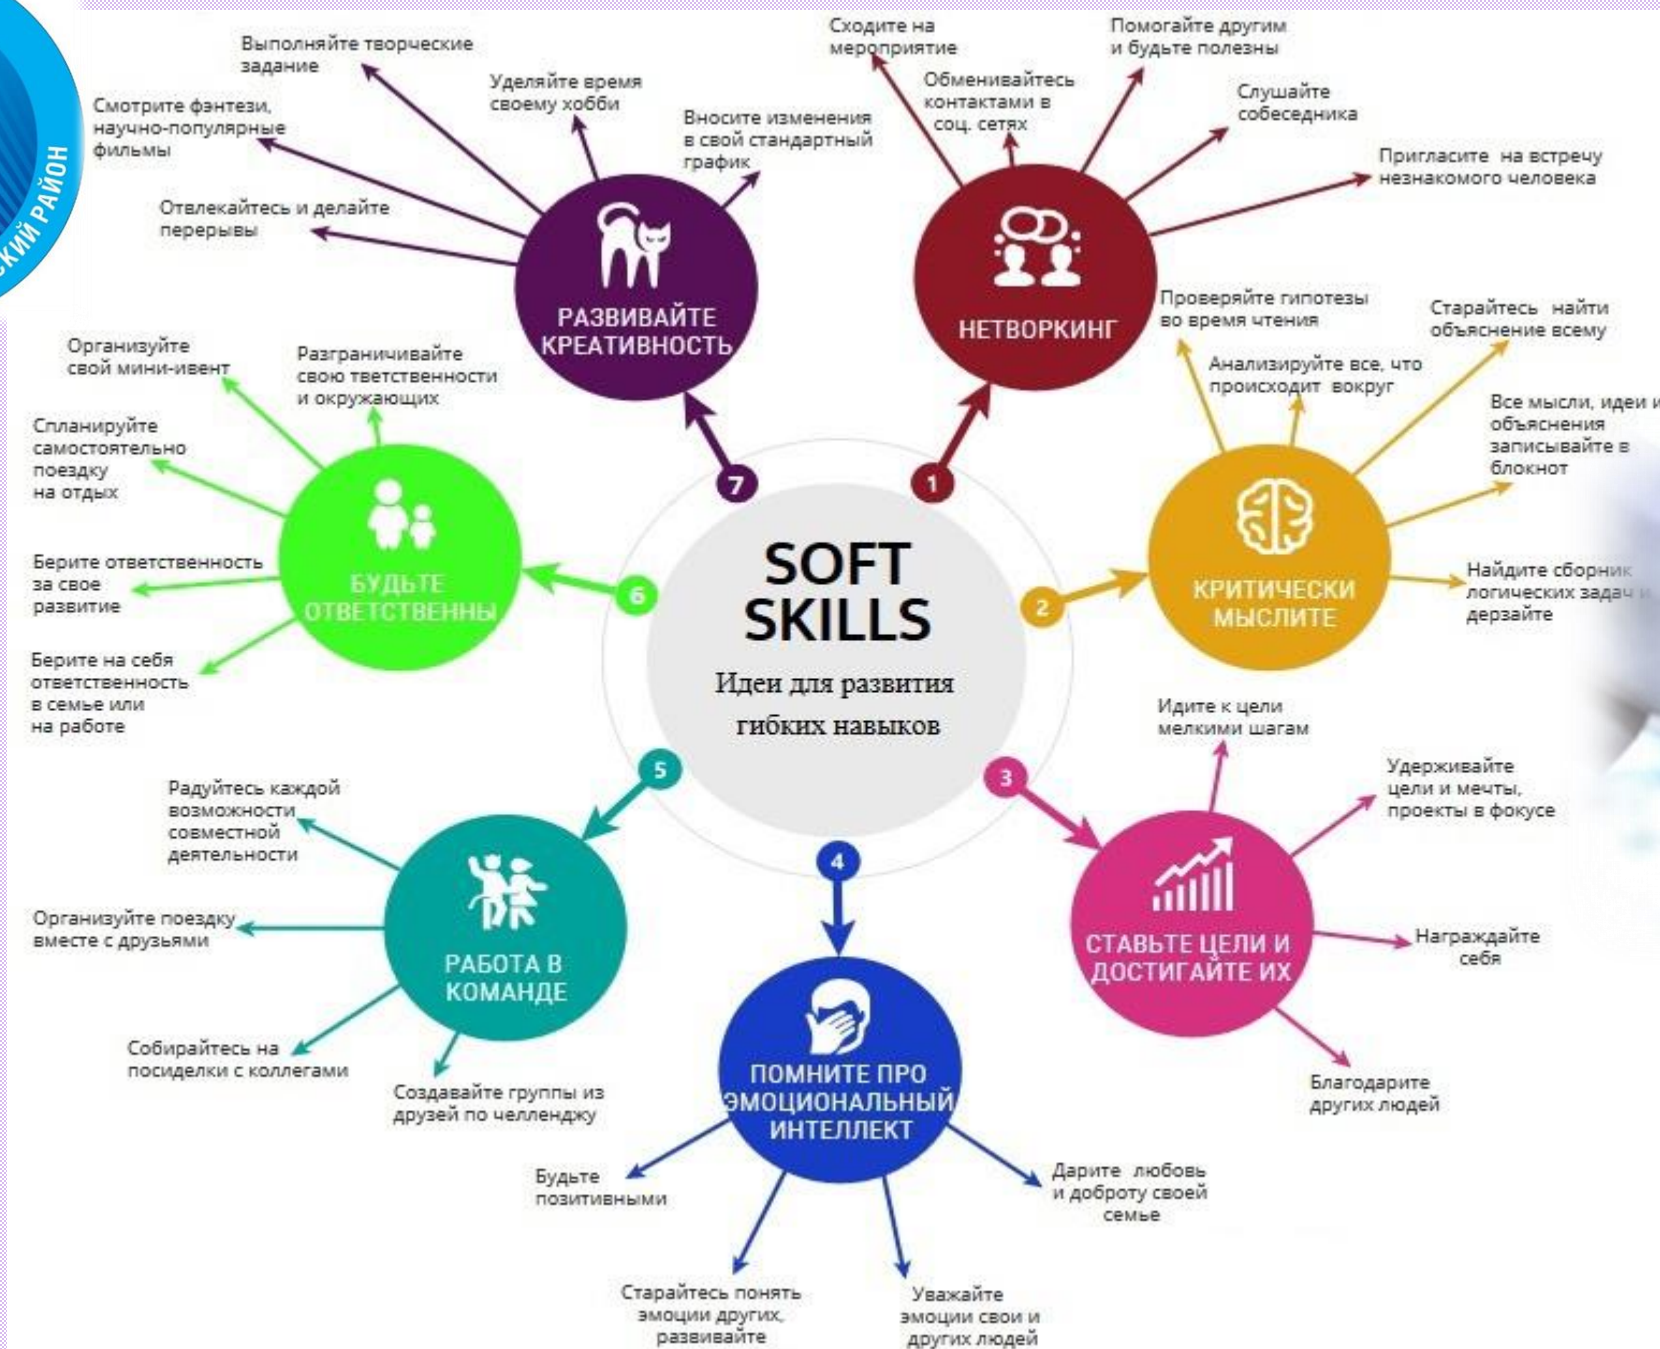 СКИЙ РАЙОН
SOFT
SKILLS
Идеи для развития
гибких навыков
1
НЕТВОРКИНГ
Сходите на
мероприятие
Обменивайтесь
контактами в
соц. сетях
Помогайте другим
и будьте полезны
Слушайте
собеседника
Пригласите на встречу
незнакомого человека
2
КРИТИЧЕСКИ
МЫСЛИТЕ
Проверяйте гипотезы
во время чтения
Анализируйте все, что
происходит вокруг
Старайтесь найти
объяснение всему
Все мысли, идеи и
объяснения
записывайте в
блокнот
Найдите сборник
логических задач и
дерзайте
3
СТАВЬТЕ ЦЕЛИ И
ДОСТИГАЙТЕ ИХ
Идите к цели
мелкими шагам
Удерживайте
цели и мечты,
проекты в фокусе
Награждайте
себя
Благодарите
других людей
4
ПОМНИТЕ ПРО
ЭМОЦИОНАЛЬНЫЙ
ИНТЕЛЛЕКТ
Дарите любовь
и доброту своей
семье
Уважайте
эмоции свои и
других людей
Старайтесь понять
эмоции других,
развивайте
Будьте
позитивными
5
РАБОТА В
КОМАНДЕ
Создавайте группы из
друзей по челленджу
Собирайтесь на
посиделки с коллегами
Организуйте поездку
вместе с друзьями
Радуйтесь каждой
возможности
совместной
деятельности
6
БУДЬТЕ
ОТВЕТСТВЕННЫ
Берите на себя
ответственность
в семье или
на работе
Берите ответственность
за свое
развитие
Спланируйте
самостоятельно
поездку
на отдых
Организуйте
свой мини-ивент
Разграничивайте
свою тветственности
и окружающих
7
РАЗВИВАЙТЕ
КРЕАТИВНОСТЬ
Отвлекайтесь и делайте
перерывы
Смотрите фэнтези,
научно-популярные
фильмы
Выполняйте творческие
задание
Уделяйте время
своему хобби
Вносите изменения
в свой стандартный
график